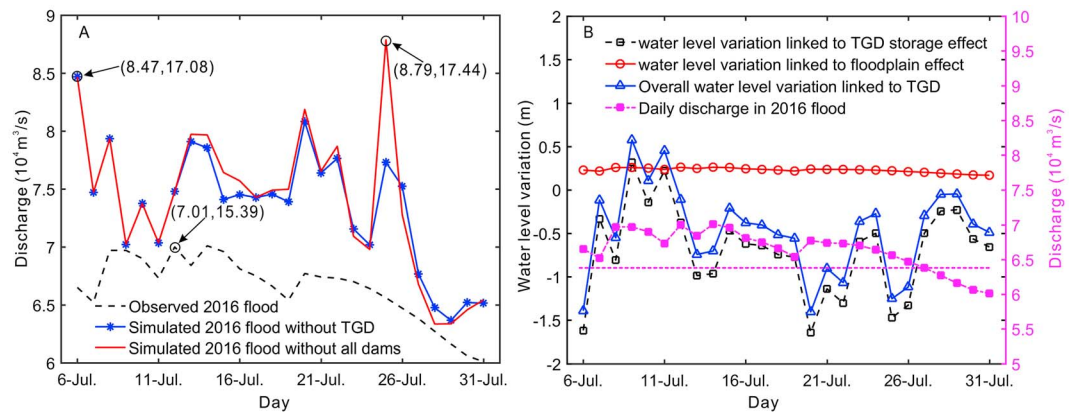 A
9
8.5
8
7.5
7
6.5
6
Discharge (10⁴ m³/s)
(8.47,17.08)
(8.79,17.44)
(7.01,15.39)
Observed 2016 flood
Simulated 2016 flood without TGD
Simulated 2016 flood without all dams
6-Jul. 11-Jul. 16-Jul. 21-Jul. 26-Jul. 31-Jul.
Day
B
2
1.5
1
0.5
0
-0.5
-1
-1.5
-2
Water level variation (m)
water level variation linked to TGD storage effect
water level variation linked to floodplain effect
Overall water level variation linked to TGD
Daily discharge in 2016 flood
10
9.5
9
8.5
8
7.5
7
6.5
6
5.5
5
Discharge (10⁴ m³/s)
6-Jul. 11-Jul. 16-Jul. 21-Jul. 26-Jul. 31-Jul.
Day